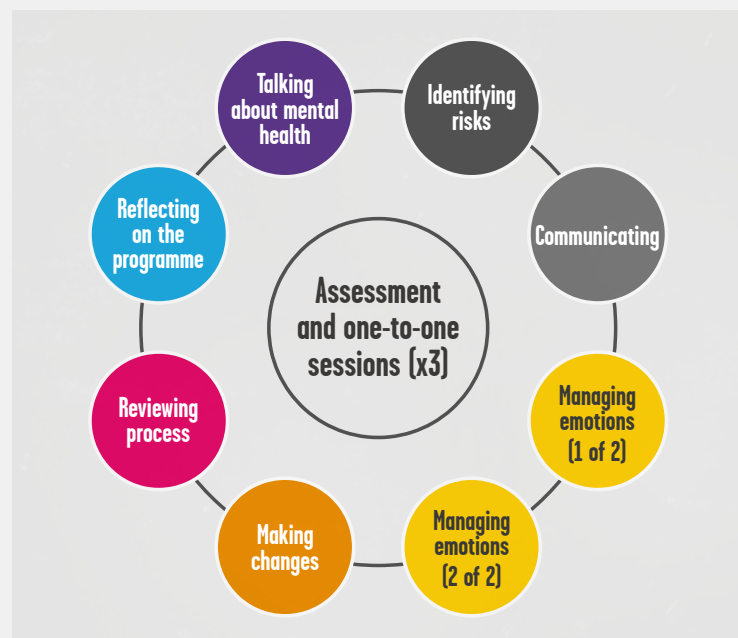 Talking
about mental
health
Identifying
risks
Communicating
Managing
emotions
(1 of 2)
Managing
emotions
(2 of 2)
Making
changes
Reviewing
process
Reflecting
on the
programme
Assessment
and one-to-one
sessions (x3)